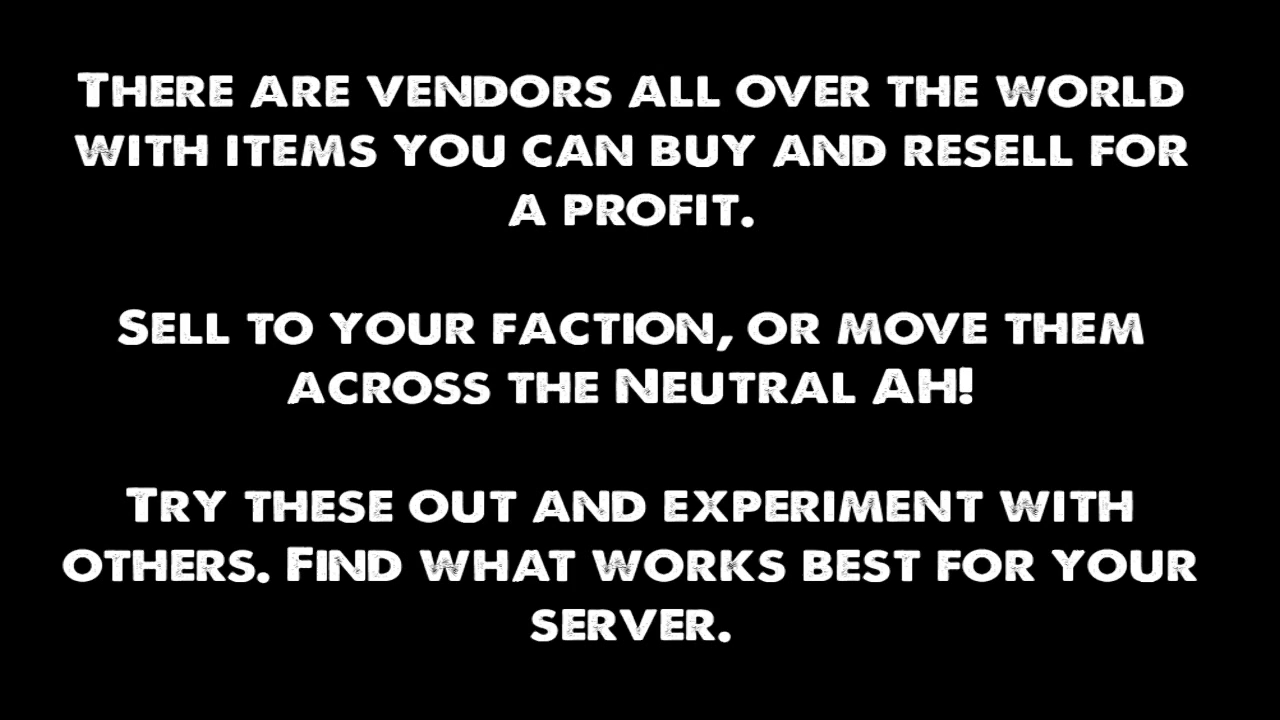 There are vendors all over the world
with items you can buy and resell for
a profit.
Sell to your faction, or move them
across the Neutral AH!
Try these out and experiment with
others. Find what works best for your
server.